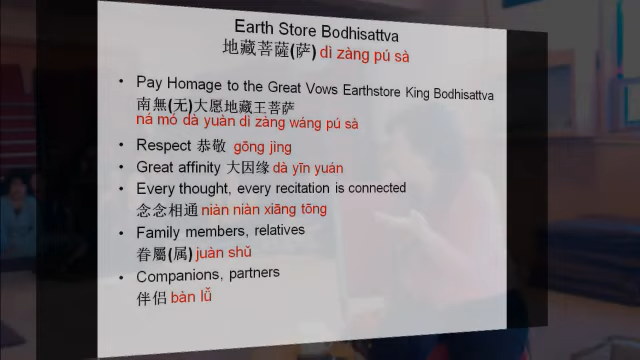 Earth Store Bodhisattva
地藏菩薩(萨) dì zàng pú sà
• Pay Homage to the Great Vows Earthstore King Bodhisattva
南無(无)大愿地藏王菩萨
ná mó dà yuàn dì zàng wáng pú sà
• Respect 恭敬 gōng jìng
• Great affinity 大因缘 dà yīn yuán
• Every thought, every recitation is connected
念念相通 niàn niàn xiāng tōng
• Family members, relatives
眷屬(属) juàn shǔ
• Companions, partners
伴侣 bàn lǚ